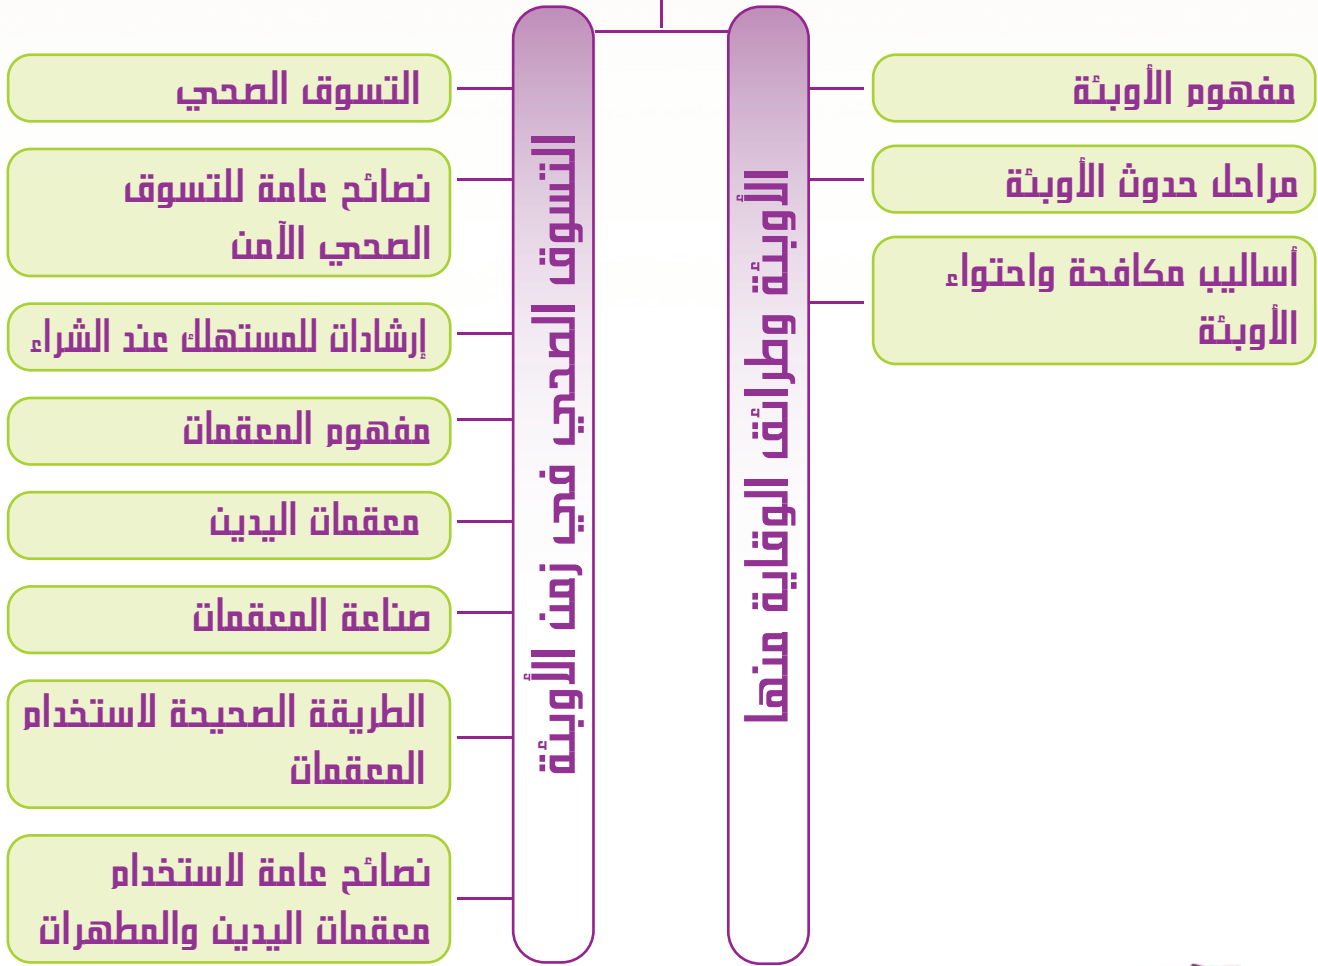 الأوبئة وطرائق الوقاية منها
مفهوم الأوبئة
مراحل حدوث الأوبئة
أساليب مكافحة واحتواء
الأوبئة
التسوق الصحي في زمن الأوبئة
التسوق الصحي
نصائح عامة للتسوق
الصحي الآمن
إرشادات للمستهلك عند الشراء
مفهوم المعقمات
معقمات اليدين
صناعة المعقمات
الطريقة الصحيحة لاستخدام
المعقمات
نصائح عامة لاستخدام
معقمات اليدين والمطهرات